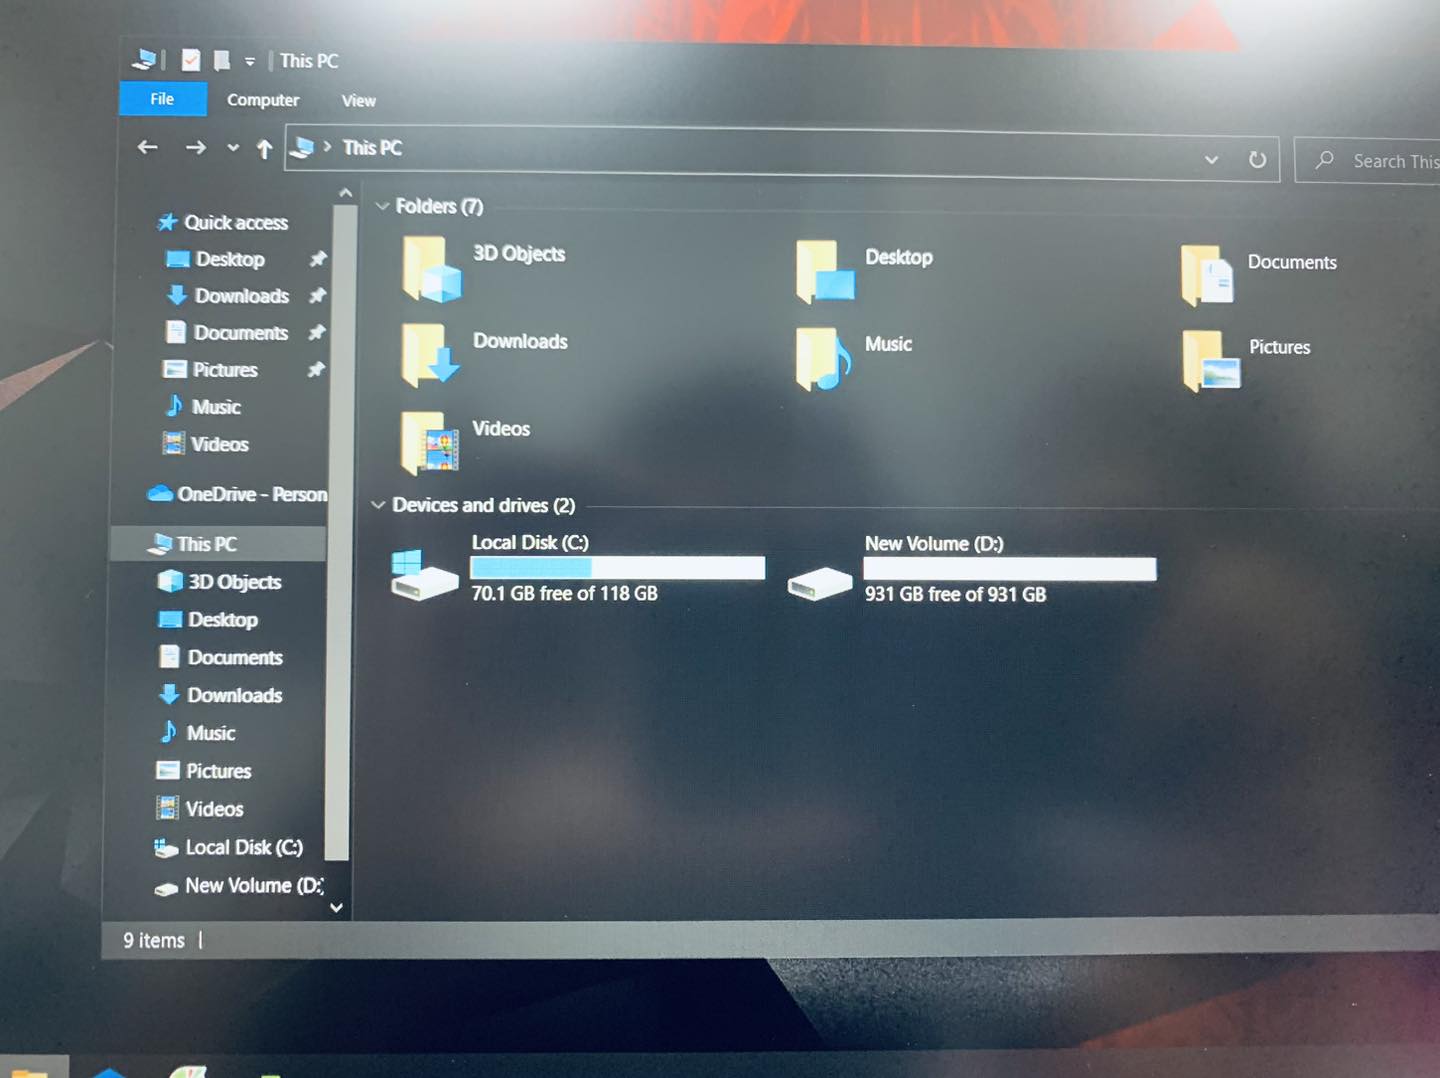 This PC
File Computer View
This PC
Search This
Quick access
Desktop
Downloads
Documents
Pictures
Music
Videos
OneDrive - Person
This PC
3D Objects
Desktop
Documents
Downloads
Music
Pictures
Videos
Local Disk (C:)
New Volume (D:)
Folders (7)
3D Objects
Desktop
Documents
Downloads
Music
Pictures
Videos
Devices and drives (2)
Local Disk (C:)
70.1 GB free of 118 GB
New Volume (D:)
931 GB free of 931 GB
9 items